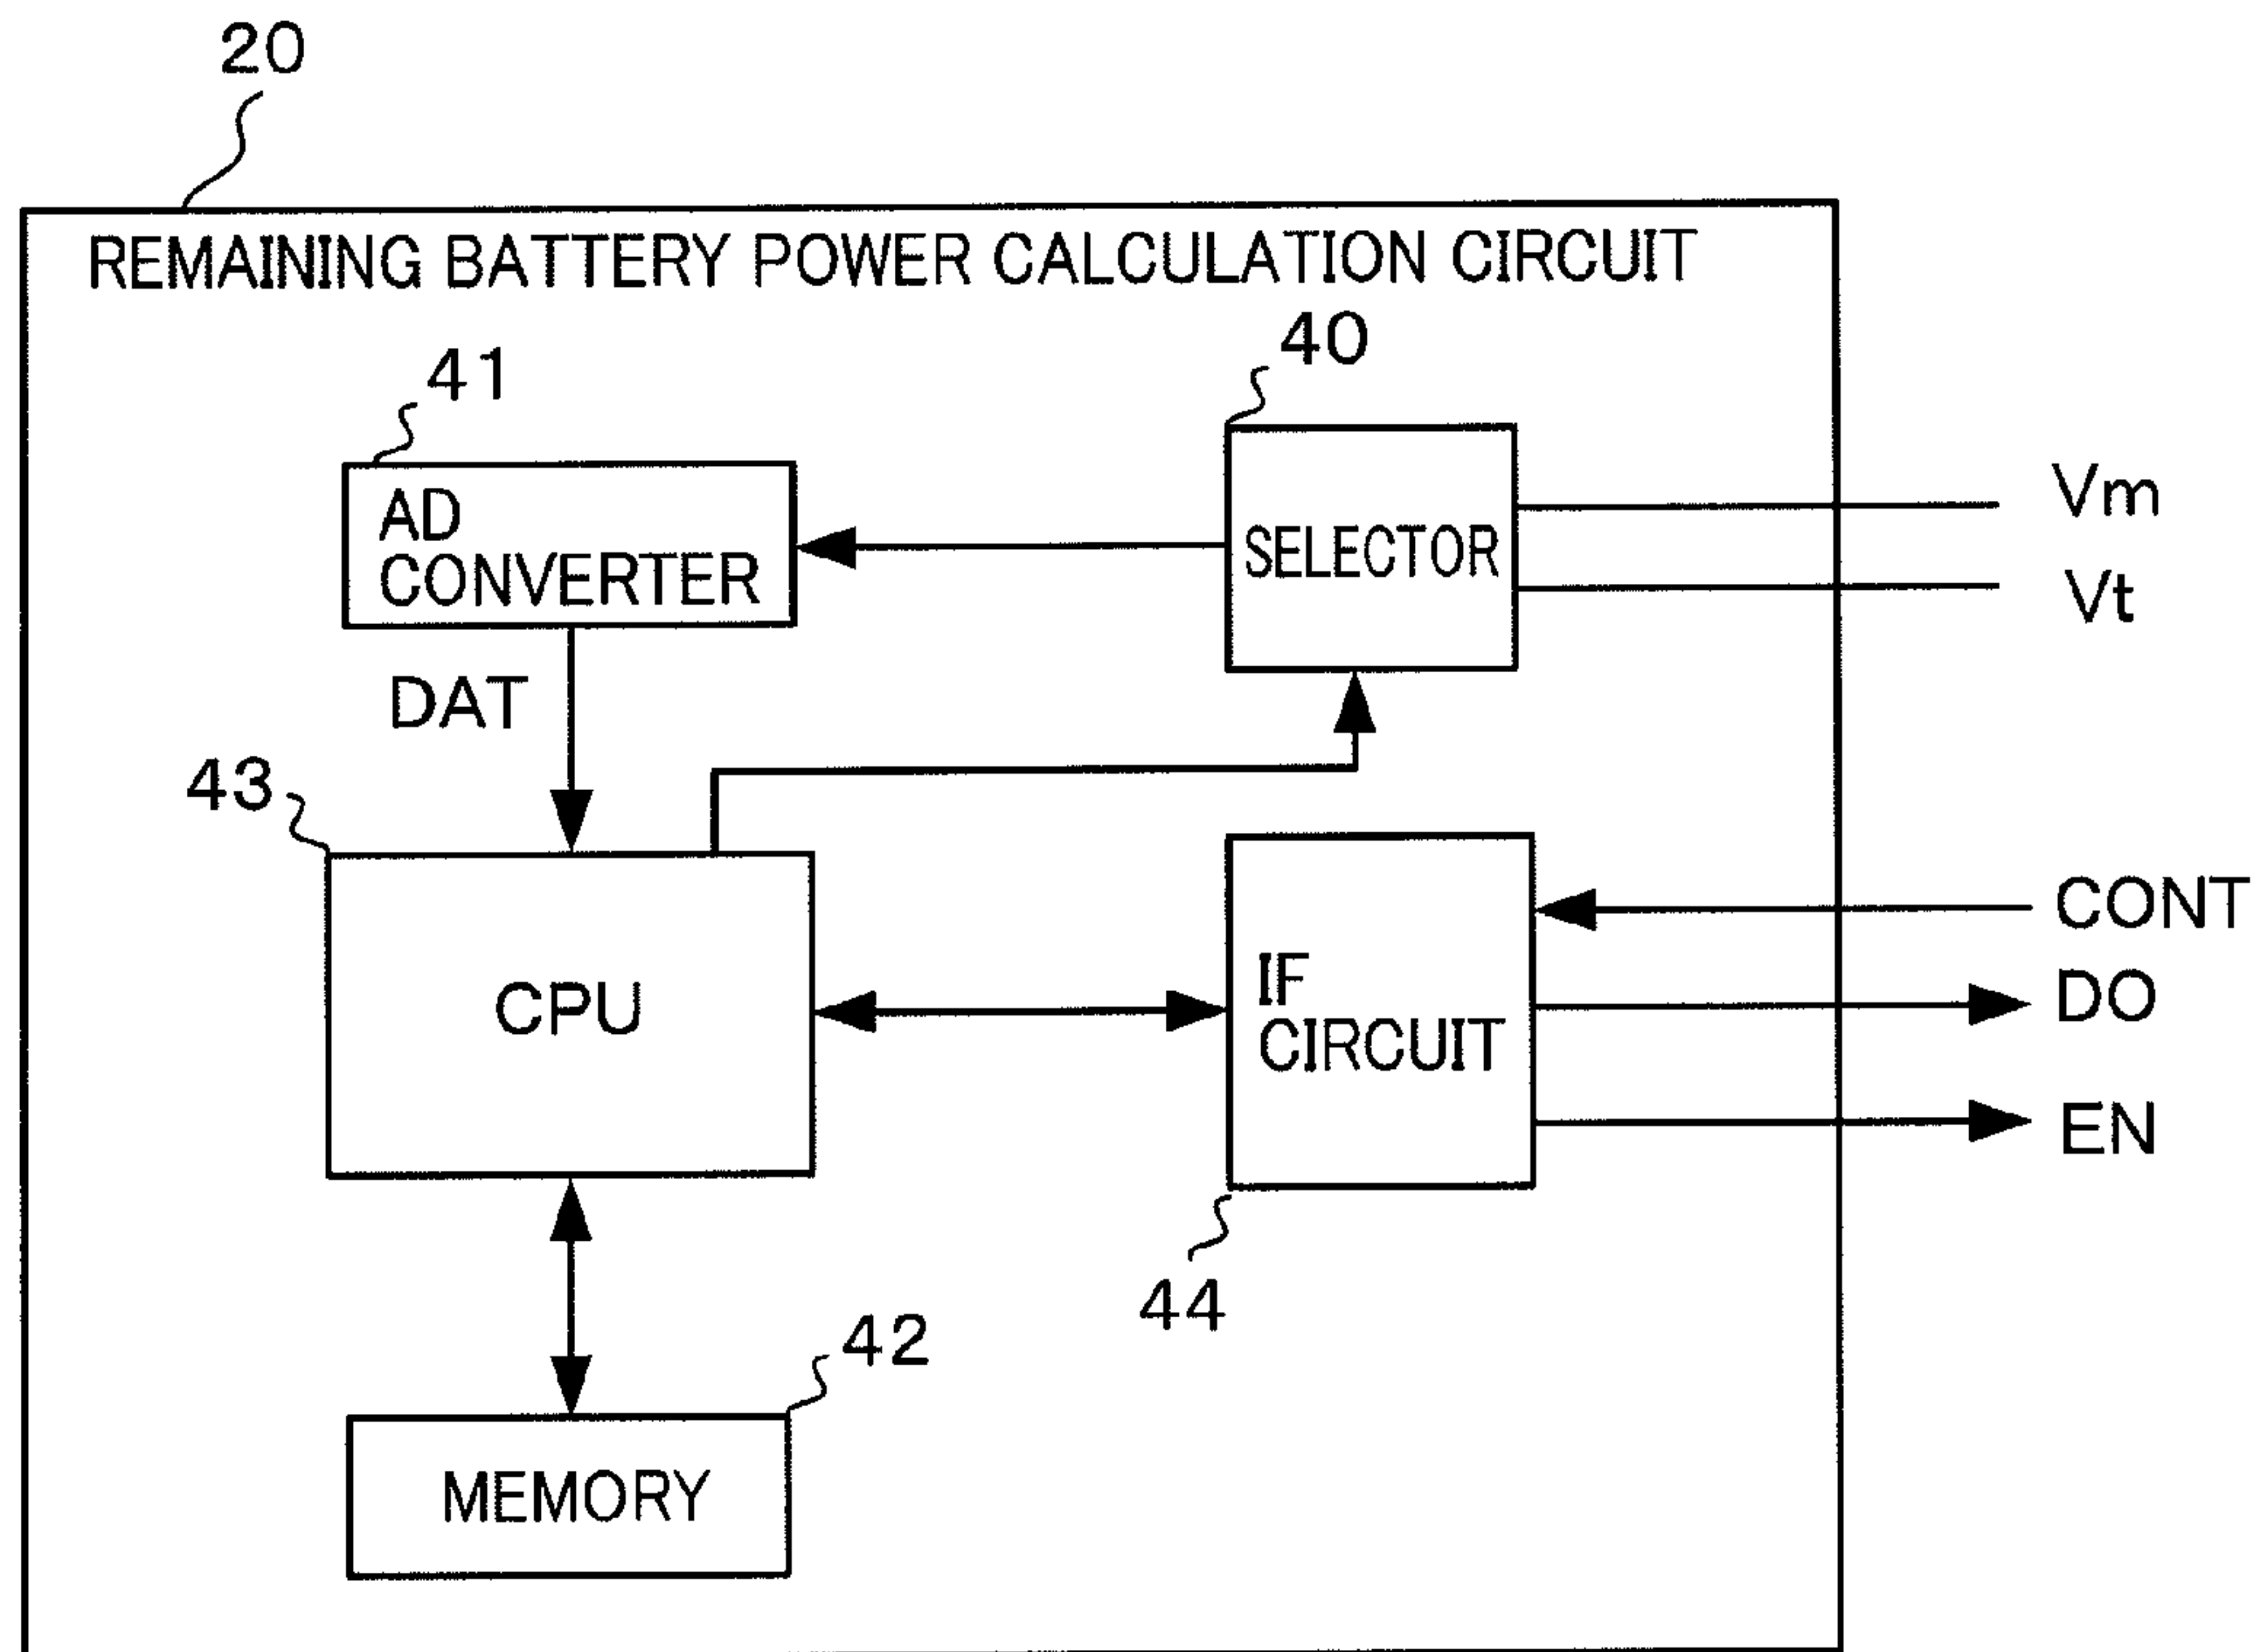 20
REMAINING BATTERY POWER CALCULATION CIRCUIT
40
41
AD
CONVERTER
SELECTOR
Vm
Vt
DAT
43
CPU
IF
CIRCUIT
CONT
DO
EN
44
42
MEMORY